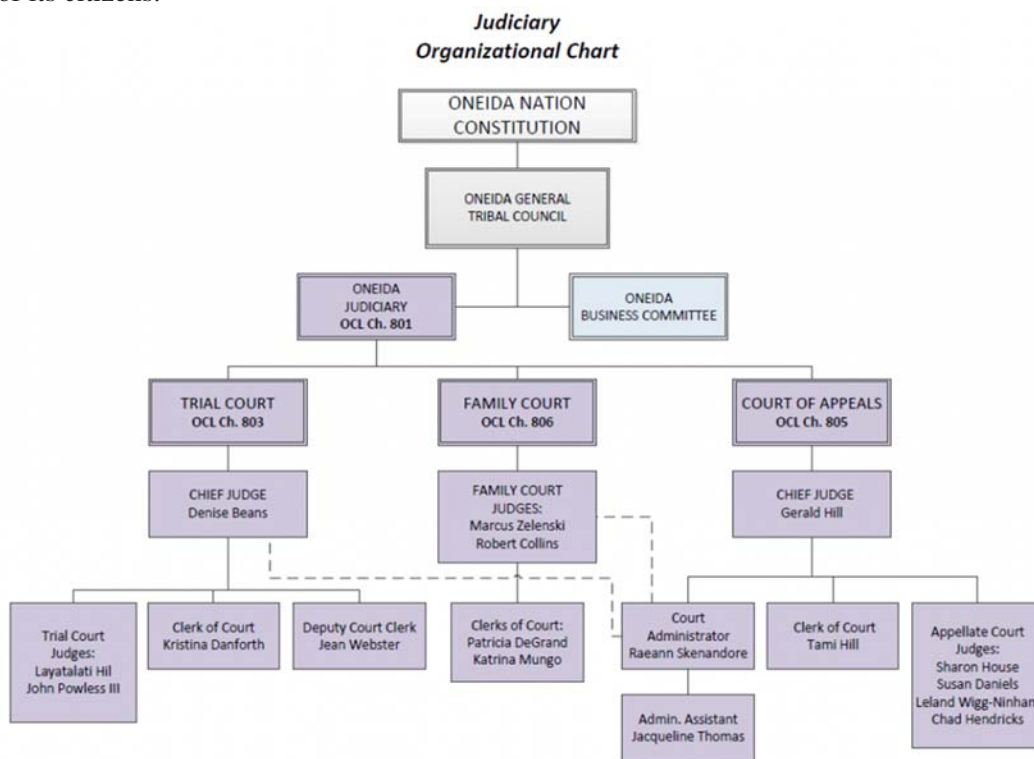 of its citizens.
Judiciary
Organizational Chart
ONEIDA NATION
CONSTITUTION
ONEIDA GENERAL
TRIBAL COUNCIL
ONEIDA
JUDICIARY
OCL Ch. 801
ONEIDA
BUSINESS COMMITTEE
TRIAL COURT
OCL Ch. 803
FAMILY COURT
OCL Ch. 806
COURT OF APPEALS
OCL Ch. 805
CHIEF JUDGE
Denise Beans
FAMILY COURT
JUDGES:
Marcus Zelenski
Robert Collins
CHIEF JUDGE
Gerald Hill
Trial Court
Judges:
Layatalati Hil
John Powless III
Clerk of Court
Kristina Danforth
Deputy Court Clerk
Jean Webster
Clerks of Court:
Patricia DeGrand
Katrina Mungo
Court
Administrator
Raeann Skenandore
Clerk of Court
Tami Hill
Appellate Court
Judges:
Sharon House
Susan Daniels
Leland Wigg-Ninham
Chad Hendricks
Admin. Assistant
Jacqueline Thomas